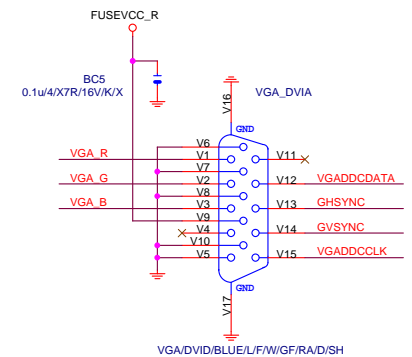 FUSEVCC_R
BC5
0.1u/4/X7R/16V/K/X
V16
VGA_DVIA
GND
V6
VGA_R V1 V11
V7
VGA_G V2 V12 VGADDCDATA
V8
VGA_B V3 V13 GHSYNC
V9
V4 V14 GVSYNC
V10
V5 V15 VGADDCCLK
GND
V17
VGA/DVID/BLUE/L/F/W/GF/RA/D/SH